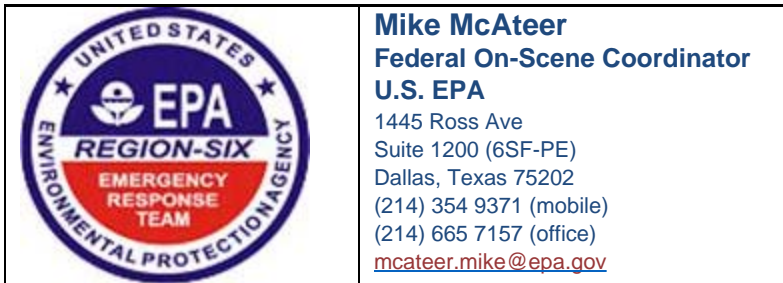 UNITED STATES
ENVIRONMENTAL PROTECTION AGENCY
EPA
REGION-SIX
EMERGENCY
RESPONSE
TEAM
Mike McAteer
Federal On-Scene Coordinator
U.S. EPA
1445 Ross Ave
Suite 1200 (6SF-PE)
Dallas, Texas 75202
(214) 354 9371 (mobile)
(214) 665 7157 (office)
mcateer.mike@epa.gov